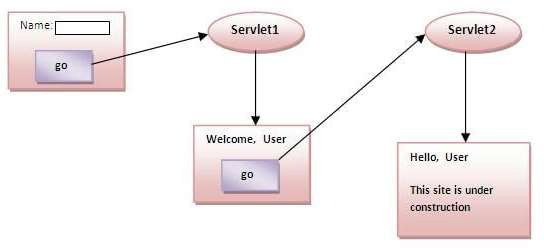 Name:
go
Servlet1
Welcome, User
go
Servlet2
Hello, User
This site is under
construction